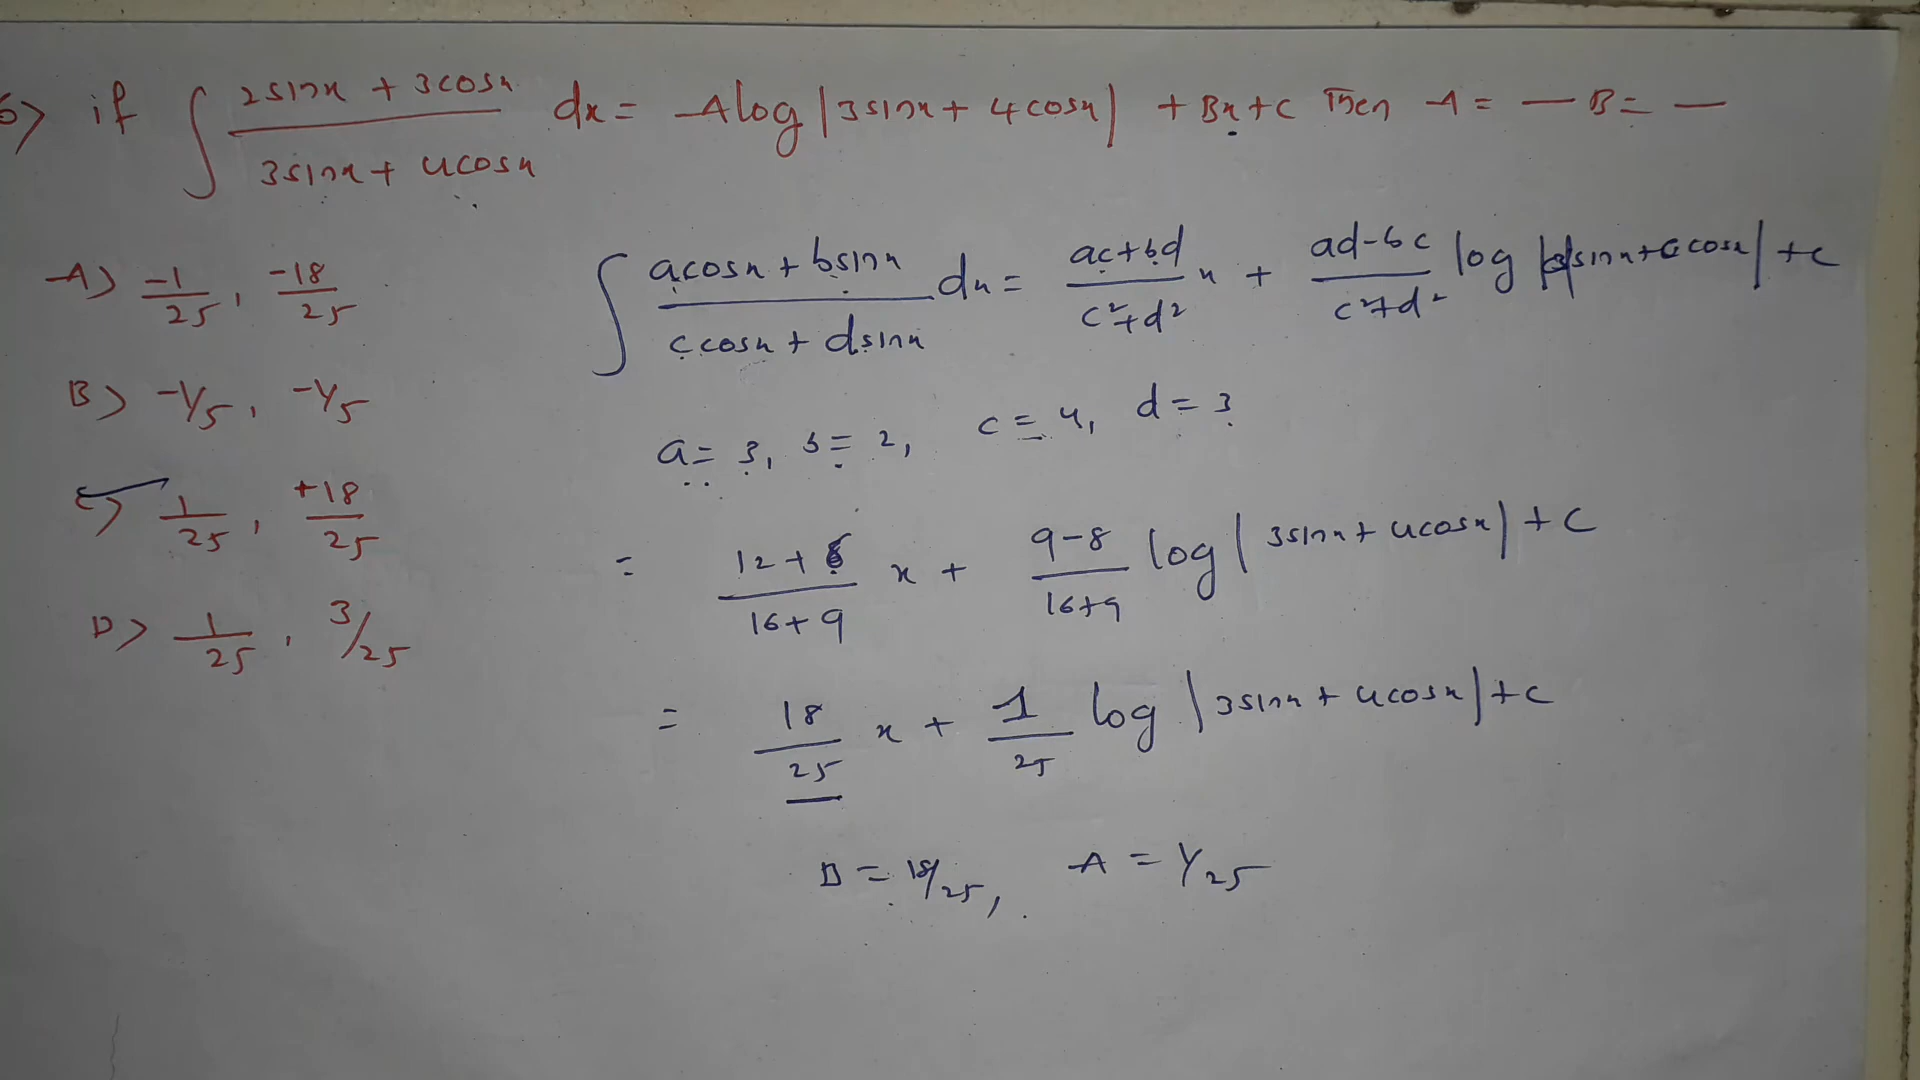 6) if ∫ (2sinx + 3cosx)/(3sinx + 4cosx) dx = A log |3sinx + 4cosx| + Bx + c Then A = — B = —
∫ (acosx + bsinx)/(ccosx + dsinx) dx = (ac+bd)/(c²+d²) x + (ad-bc)/(c²+d²) log |dsinx + c cosx| + c
A) -1/25, -18/25
B) -1/5, -1/5
a = 3, b = 2, c = 4, d = 3
C) 1/25, +18/25
= (12+6)/(16+9) x + (9-8)/(16+9) log | 3sinx + 4cosx | + c
D) 1/25, 3/25
= 18/25 x + 1/25 log | 3sinx + 4cosx | + c
B = 18/25, A = 1/25